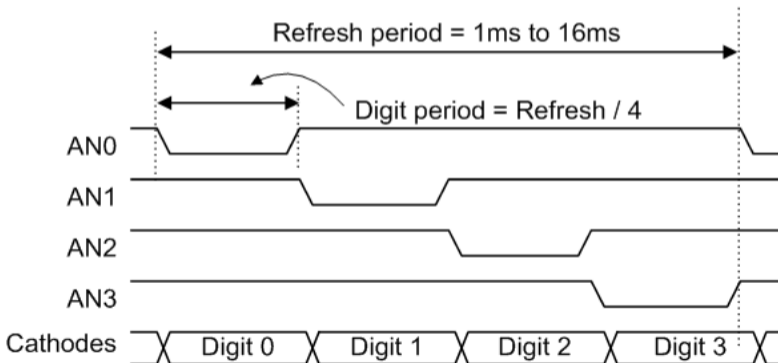 Refresh period = 1ms to 16ms
Digit period = Refresh / 4
AN0
AN1
AN2
AN3
Cathodes Digit 0 Digit 1 Digit 2 Digit 3